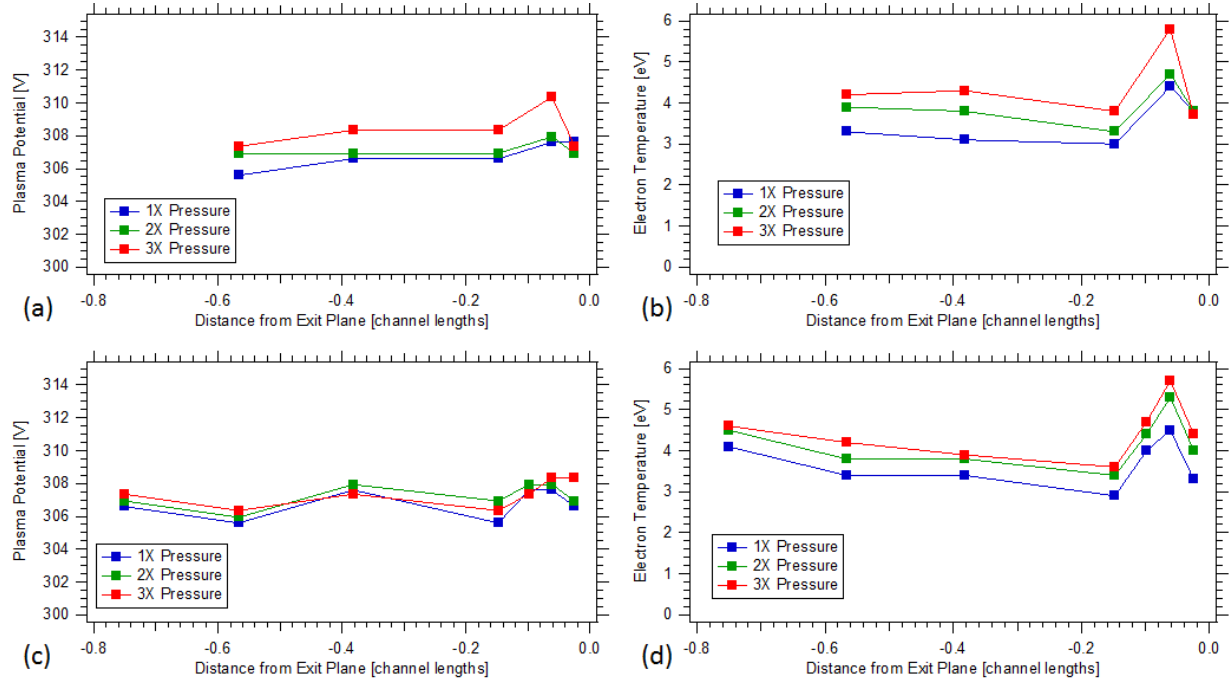 314
312
310
308
306
304
302
300
Plasma Potential [V]
1X Pressure
2X Pressure
3X Pressure
-0.8 -0.6 -0.4 -0.2 0.0
Distance from Exit Plane [channel lengths]
(a)
6
5
4
3
2
1
0
Electron Temperature [eV]
1X Pressure
2X Pressure
3X Pressure
-0.8 -0.6 -0.4 -0.2 0.0
Distance from Exit Plane [channel lengths]
(b)
314
312
310
308
306
304
302
300
Plasma Potential [V]
1X Pressure
2X Pressure
3X Pressure
-0.8 -0.6 -0.4 -0.2 0.0
Distance from Exit Plane [channel lengths]
(c)
6
5
4
3
2
1
0
Electron Temperature [eV]
1X Pressure
2X Pressure
3X Pressure
-0.8 -0.6 -0.4 -0.2 0.0
Distance from Exit Plane [channel lengths]
(d)